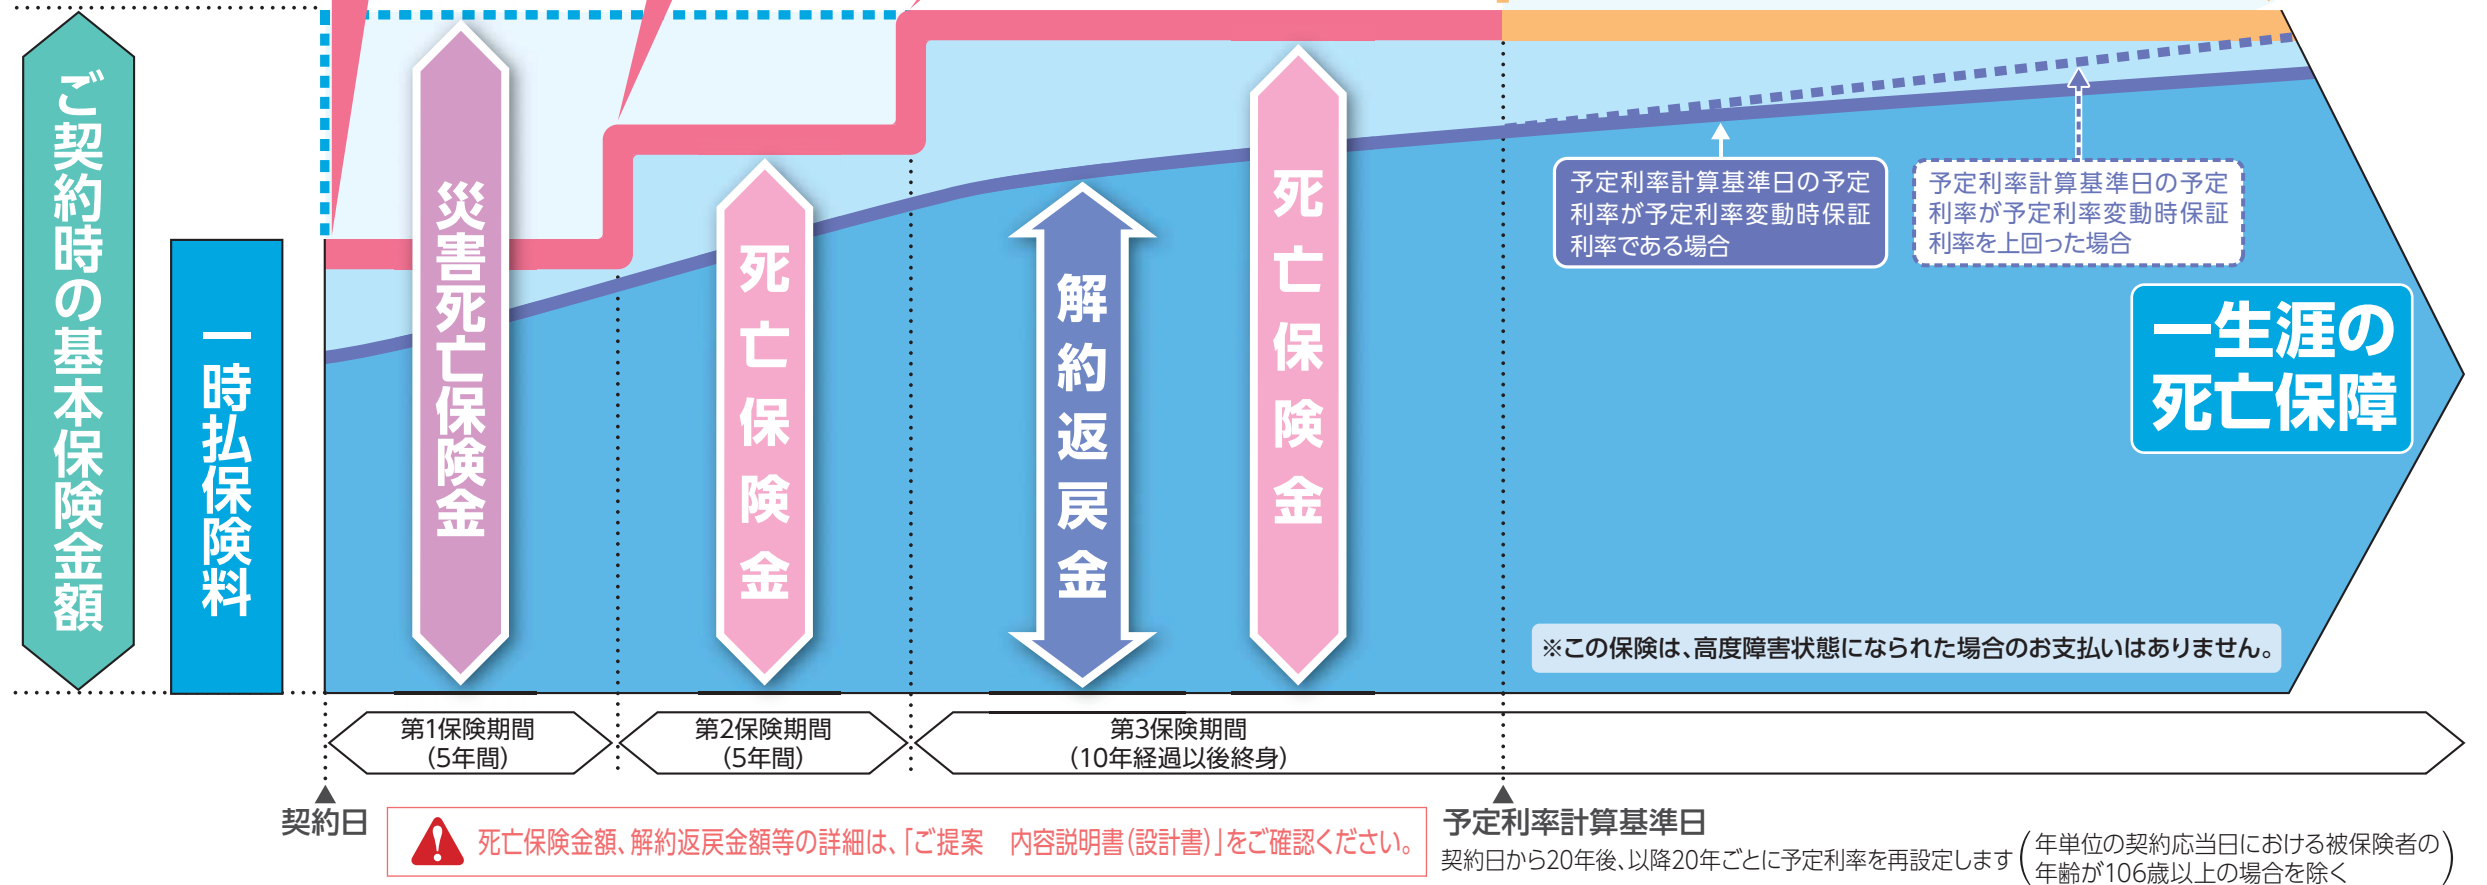 ご契約時の基本保険金額
一時払保険料
災害死亡保険金
死亡保険金
解約返戻金
死亡保険金
予定利率計算基準日の予定
利率が予定利率変動時保証
利率である場合
予定利率計算基準日の予定
利率が予定利率変動時保証
利率を上回った場合
一生涯の
死亡保障
※この保険は、高度障害状態になられた場合のお支払いはありません。
第1保険期間
(5年間)
第2保険期間
(5年間)
第3保険期間
(10年経過以後終身)
契約日
死亡保険金額、解約返戻金額等の詳細は、「ご提案　内容説明書(設計書)」をご確認ください。
予定利率計算基準日
契約日から20年後、以降20年ごとに予定利率を再設定します
(年単位の契約応当日における被保険者の
年齢が106歳以上の場合を除く)